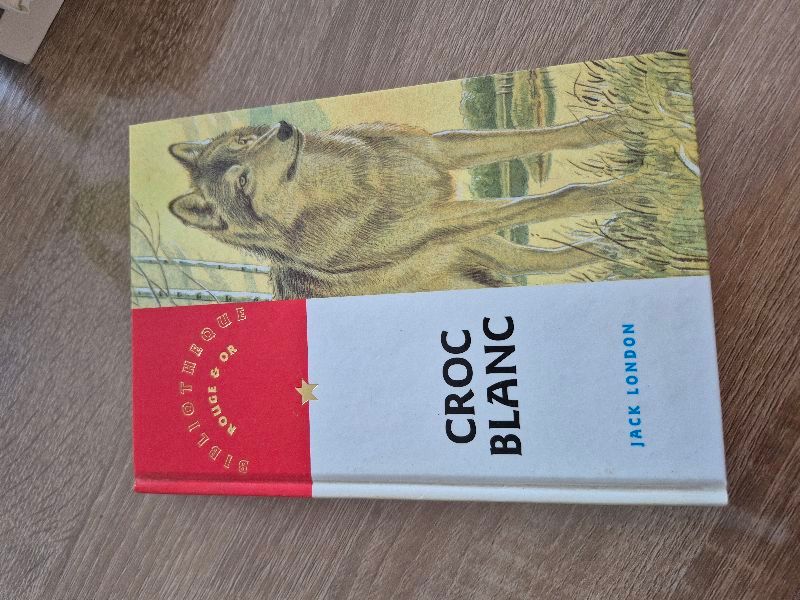 BIBLIOTHEQUE
ROUGE & OR
CROC
BLANC
JACK LONDON